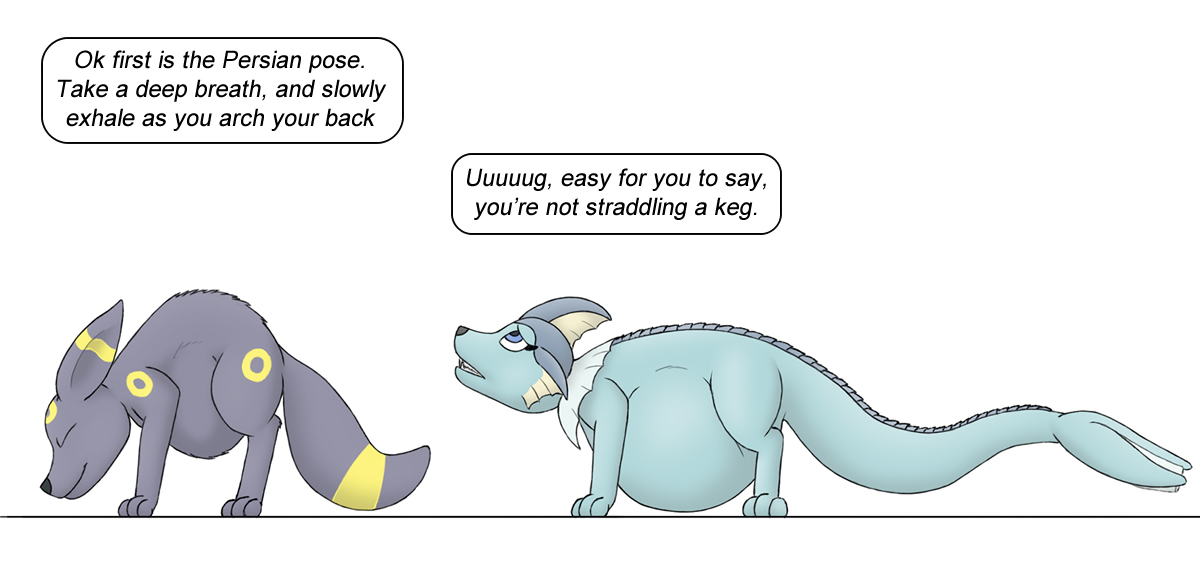 Ok first is the Persian pose.
Take a deep breath, and slowly
exhale as you arch your back
Uuuuug, easy for you to say,
you're not straddling a keg.